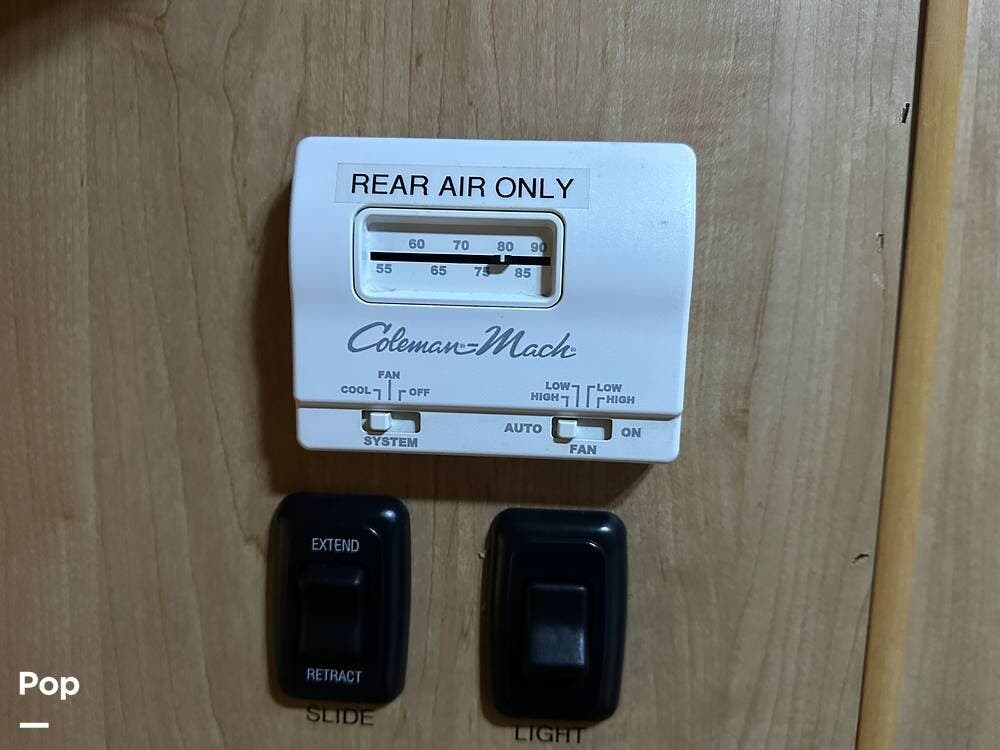 REAR AIR ONLY
60 70 80 90
55 65 75 85
Coleman®-Mach®
FAN
COOL OFF
LOW LOW
HIGH HIGH
AUTO ON
SYSTEM FAN
EXTEND
RETRACT
SLIDE LIGHT
Pop